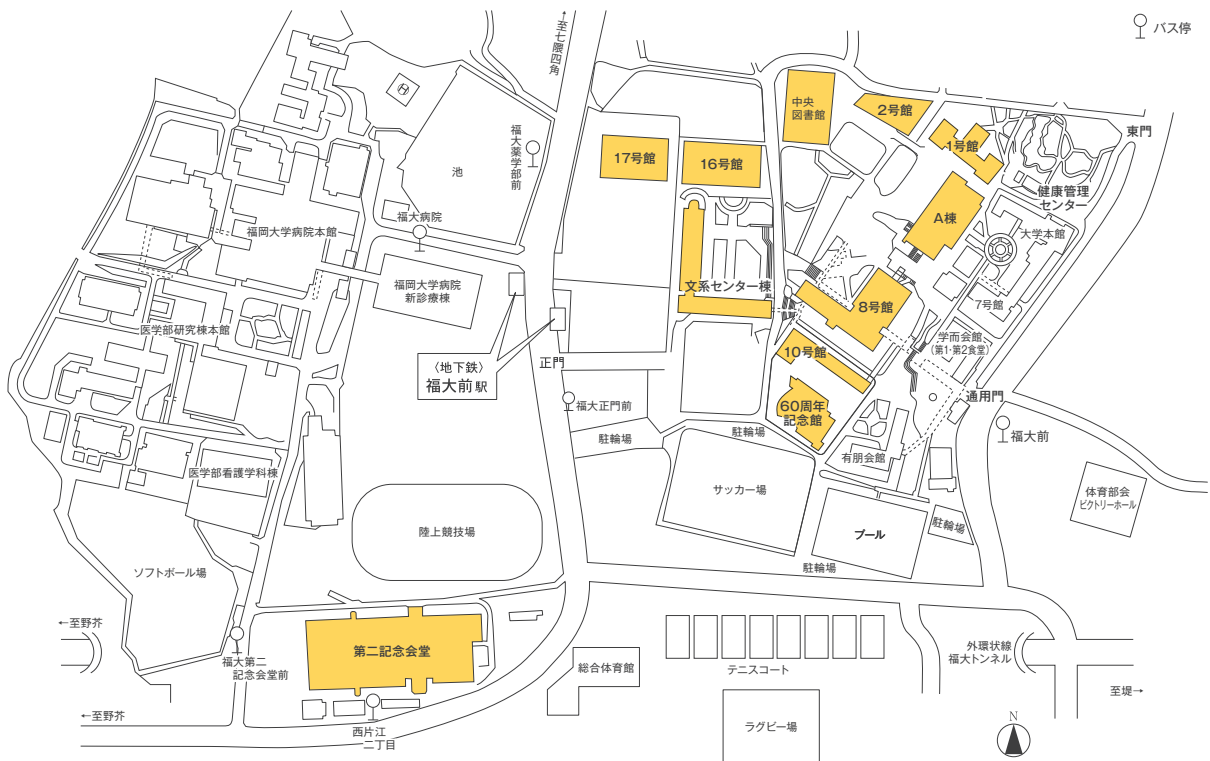 バス停
←至七隈四角
中央
図書館
2号館
1号館
東門
17号館
16号館
福大薬学部前
池
健康管理
センター
A棟
大学本館
福大病院
福岡大学病院本館
福岡大学病院
新診療棟
文系センター棟
8号館
7号館
医学部研究棟本館
学而会館
(第1・第2食堂)
正門
〈地下鉄〉
福大前駅
10号館
60周年
記念館
通用門
福大正門前
福大前
駐輪場
駐輪場
有朋会館
医学部看護学科棟
サッカー場
体育部会
ビクトリーホール
陸上競技場
プール
駐輪場
ソフトボール場
駐輪場
←至野芥
第二記念会堂
福大第二
記念会堂前
総合体育館
テニスコート
外環状線
福大トンネル
至堤→
←至野芥
西片江
二丁目
ラグビー場
N
H